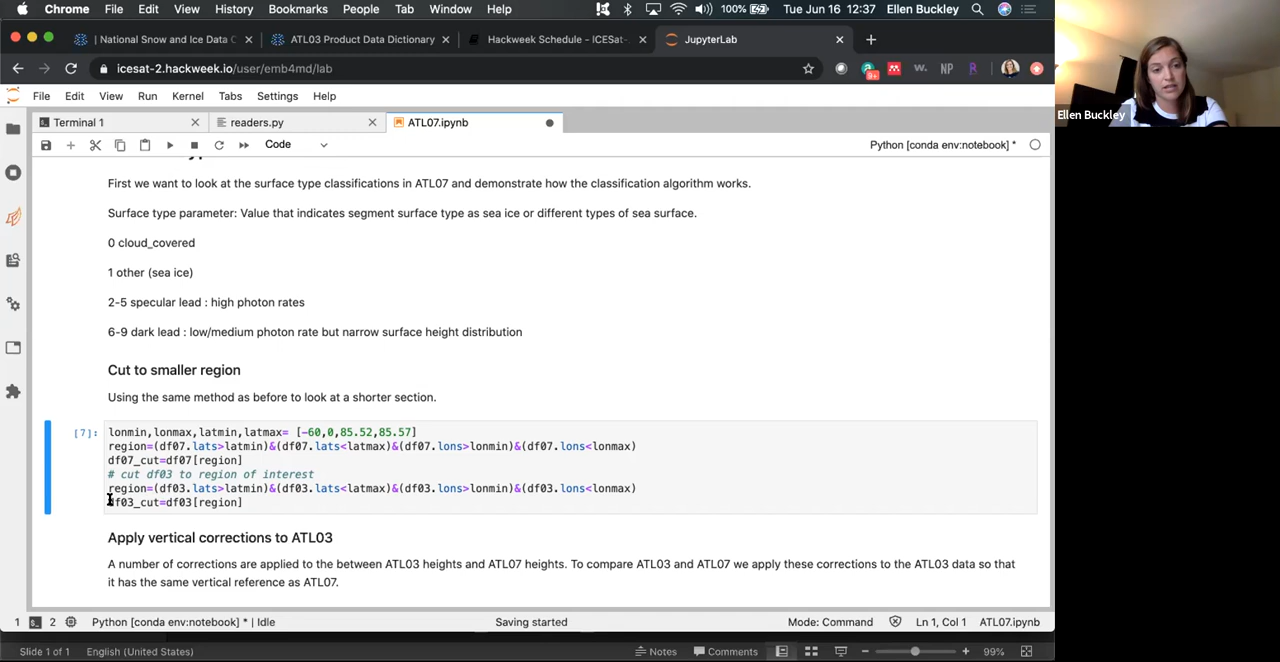 Chrome File Edit View History Bookmarks People Tab Window Help 100% Tue Jun 16 12:37 Ellen Buckley
| National Snow and Ice Data C ATL03 Product Data Dictionary Hackweek Schedule - ICESat- JupyterLab
icesat-2.hackweek.io/user/emb4md/lab 9+ w. NP R
File Edit View Run Kernel Tabs Settings Help
Ellen Buckley
Terminal 1 readers.py ATL07.ipynb
Code Python [conda env:notebook] *
First we want to look at the surface type classifications in ATL07 and demonstrate how the classification algorithm works.
Surface type parameter: Value that indicates segment surface type as sea ice or different types of sea surface.
0 cloud_covered
1 other (sea ice)
2-5 specular lead : high photon rates
6-9 dark lead : low/medium photon rate but narrow surface height distribution
Cut to smaller region
Using the same method as before to look at a shorter section.
[7]: lonmin,lonmax,latmin,latmax= [-60,0,85.52,85.57]
region=(df07.lats>latmin)&(df07.lats<latmax)&(df07.lons>lonmin)&(df07.lons<lonmax)
df07_cut=df07[region]
# cut df03 to region of interest
region=(df03.lats>latmin)&(df03.lats<latmax)&(df03.lons>lonmin)&(df03.lons<lonmax)
df03_cut=df03[region]
Apply vertical corrections to ATL03
A number of corrections are applied to the between ATL03 heights and ATL07 heights. To compare ATL03 and ATL07 we apply these corrections to the ATL03 data so that
it has the same vertical reference as ATL07.
1 2 Python [conda env:notebook] * | Idle Saving started Mode: Command Ln 1, Col 1 ATL07.ipynb
Slide 1 of 1 English (United States) Notes Comments 99%